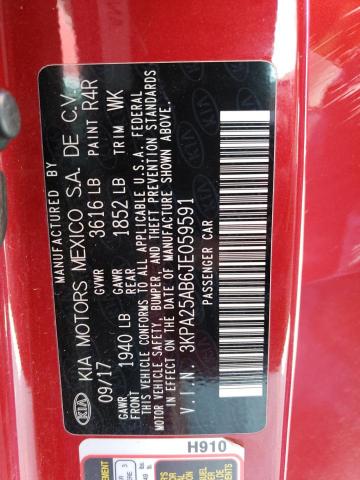 MANUFACTURED BY
KIA MOTORS MEXICO S.A. DE C.V.
09/17 GVWR 3616 LB PAINT R4R
GAWR FRONT 1940 LB GAWR REAR 1852 LB TRIM WK
THIS VEHICLE CONFORMS TO ALL APPLICABLE U.S.A. FEDERAL
MOTOR VEHICLE SAFETY, BUMPER, AND THEFT PREVENTION STANDARDS
IN EFFECT ON THE DATE OF MANUFACTURE SHOWN ABOVE.
V.I.N. 3KPA25AB6JE059591
PASSENGER CAR
KIA
H910